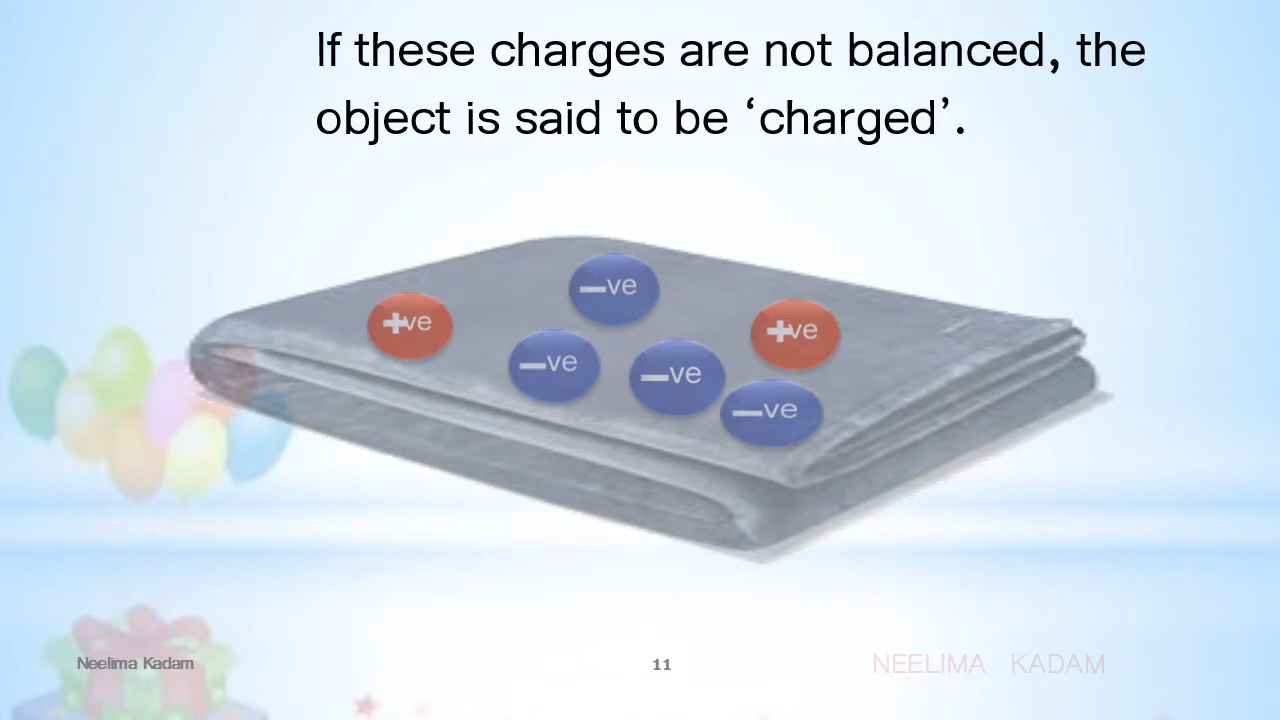 If these charges are not balanced, the
object is said to be ‘charged’.
−ve
+ve
+ve
−ve
−ve
−ve
Neelima Kadam
11
NEELIMA KADAM